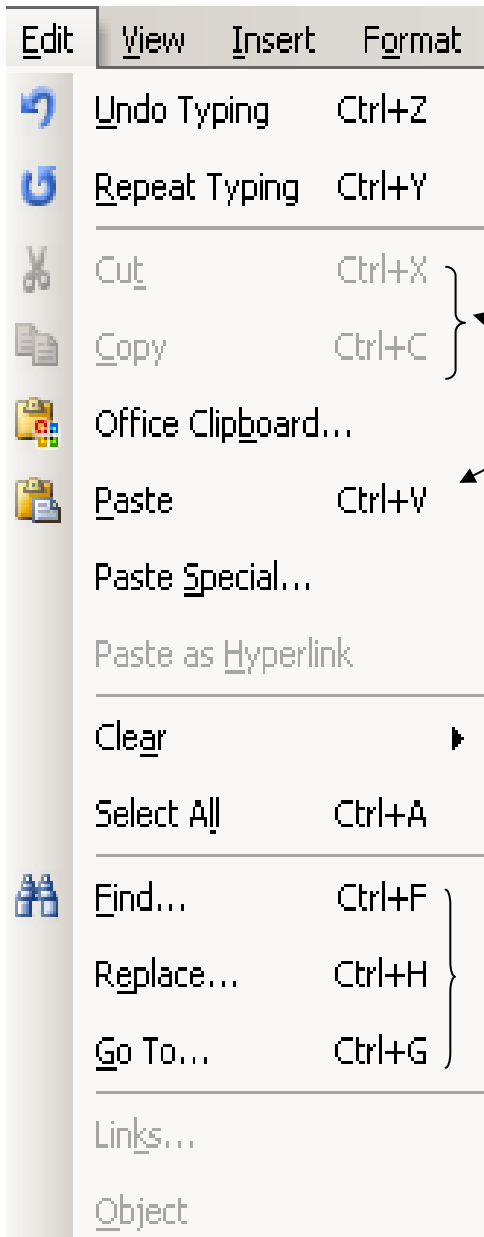 Edit View Insert Format
Undo Typing Ctrl+Z
Repeat Typing Ctrl+Y
Cut Ctrl+X
Copy Ctrl+C
Office Clipboard...
Paste Ctrl+V
Paste Special...
Paste as Hyperlink
Clear
Select All Ctrl+A
Find... Ctrl+F
Replace... Ctrl+H
Go To... Ctrl+G
Links...
Object